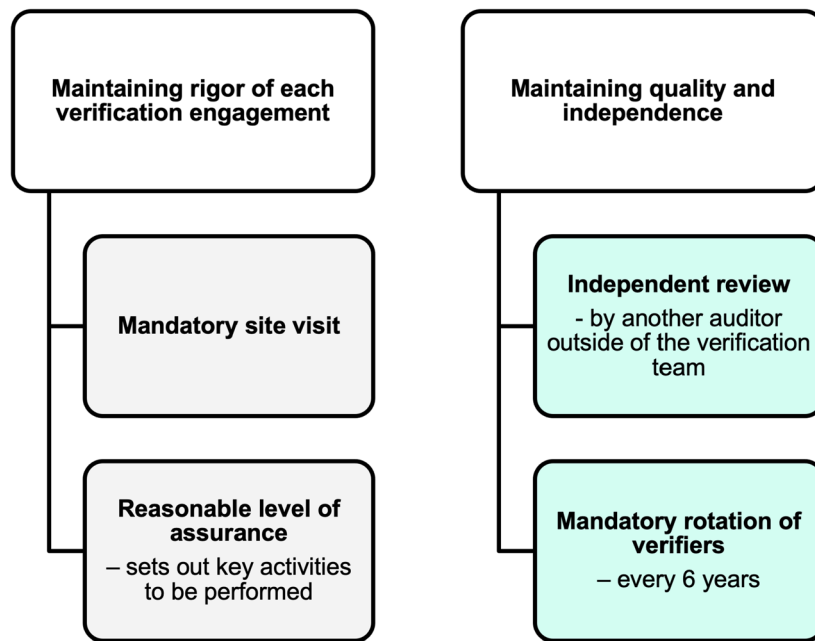 Maintaining rigor of each
verification engagement
Mandatory site visit
Reasonable level of
assurance
– sets out key activities
to be performed
Maintaining quality and
independence
Independent review
- by another auditor
outside of the verification
team
Mandatory rotation of
verifiers
– every 6 years